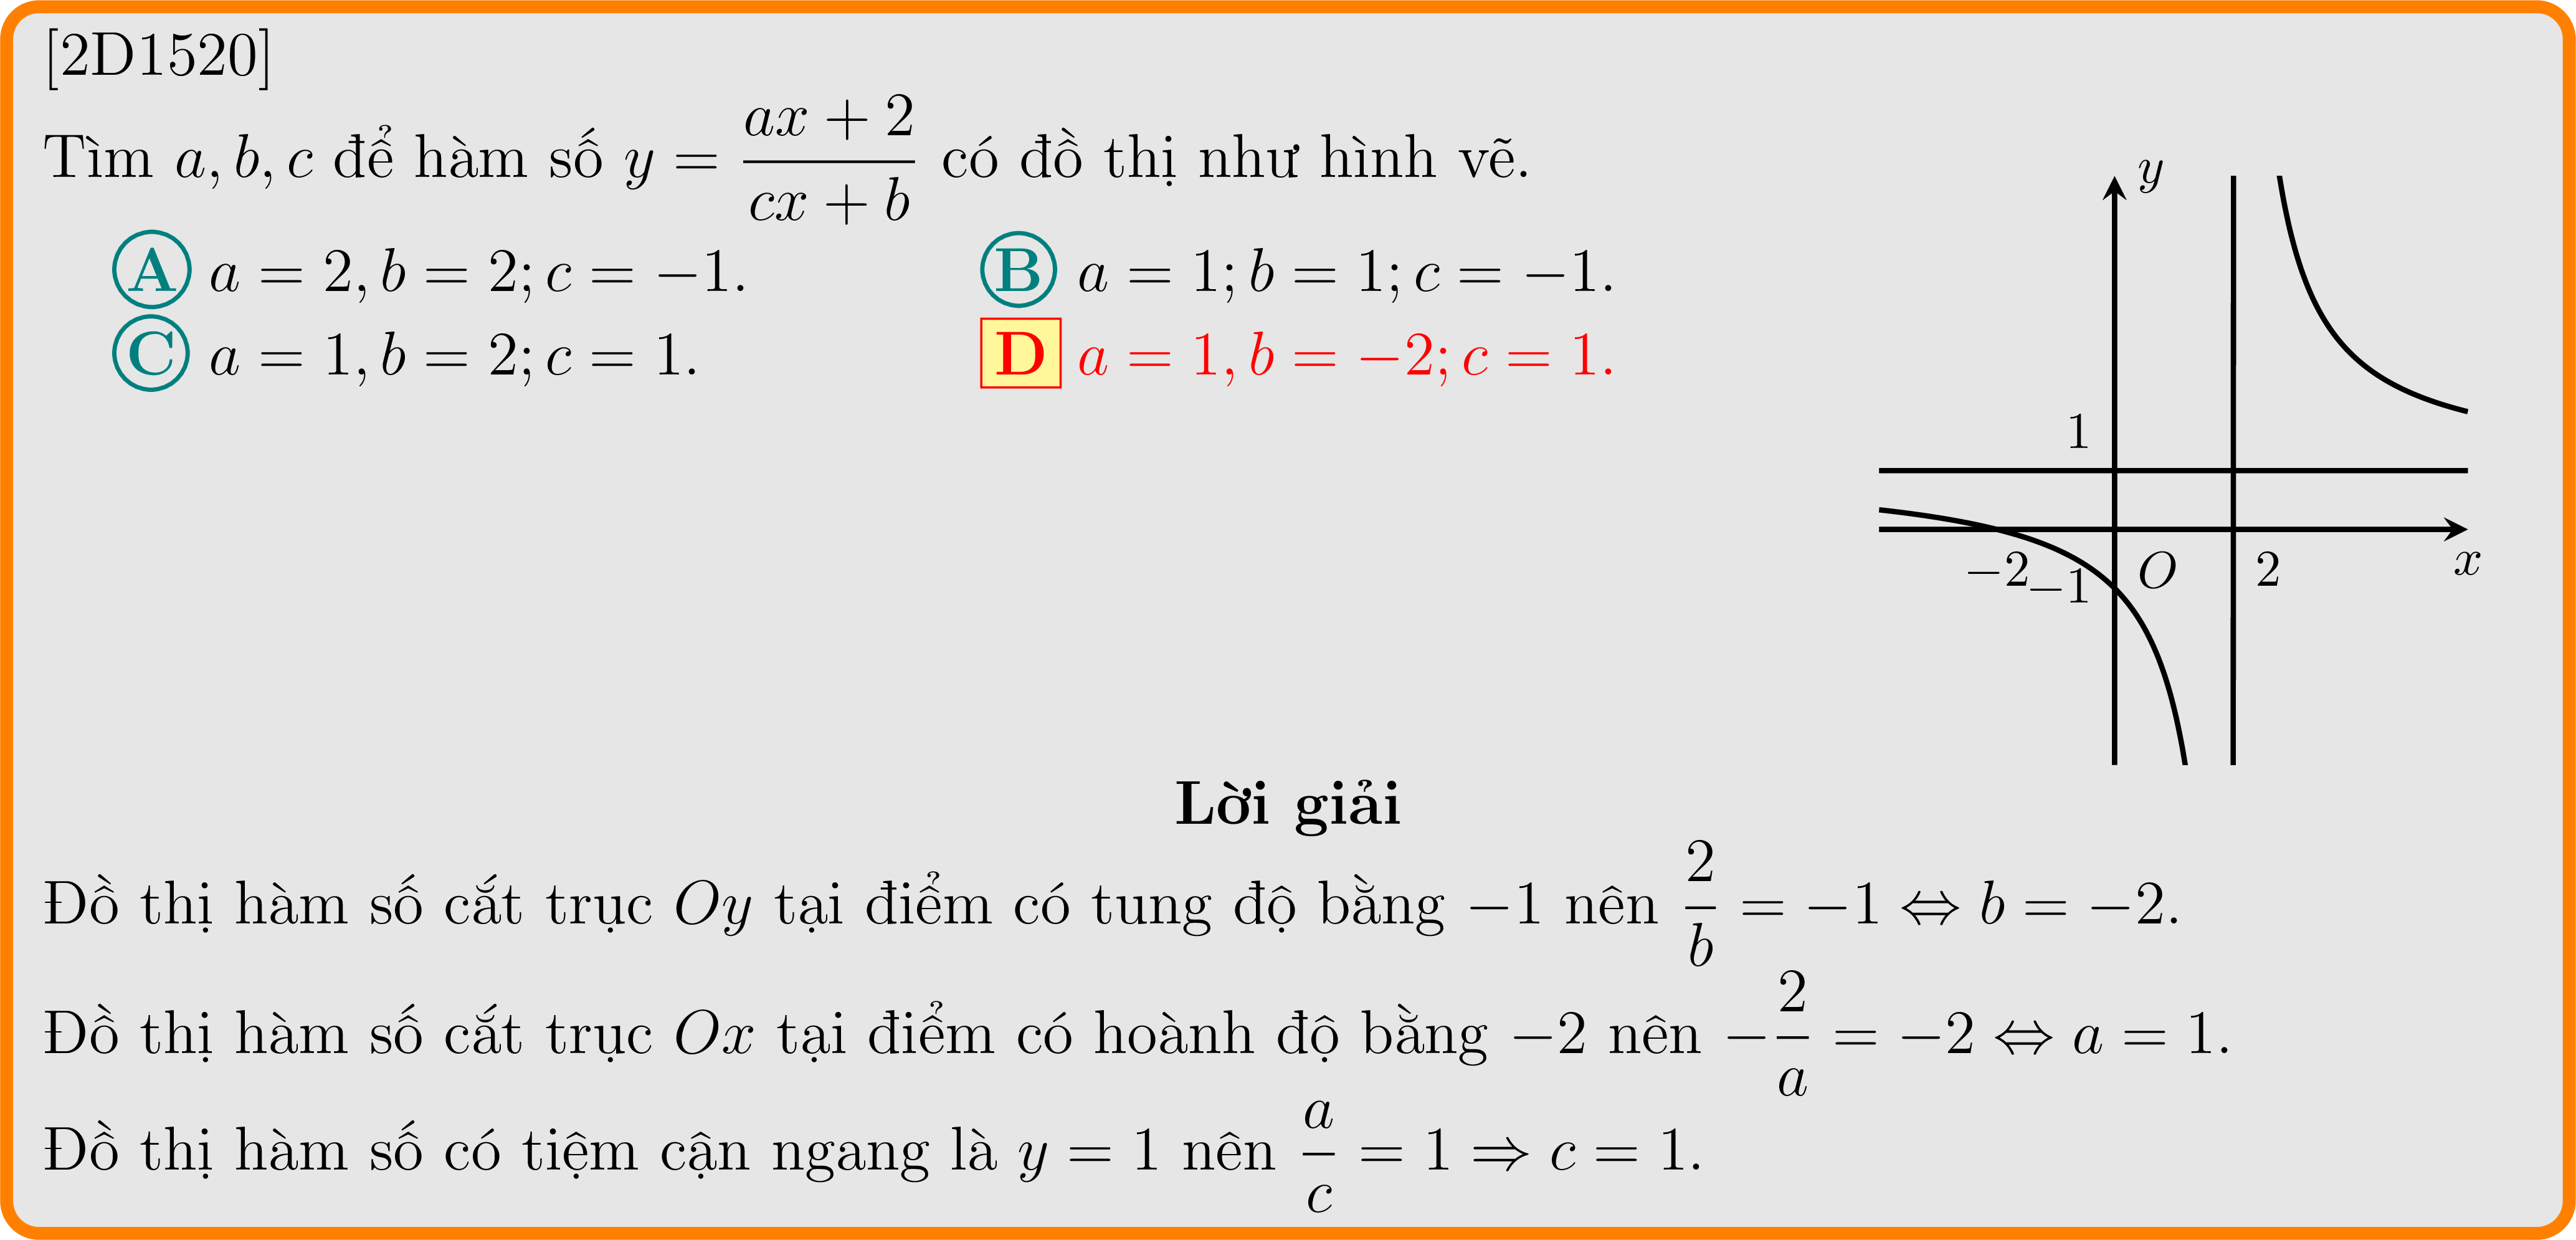 [2D1520]
Tìm a, b, c để hàm số y = \frac{ax + 2}{cx + b} có đồ thị như hình vẽ.
A a = 2, b = 2; c = −1.
B a = 1; b = 1; c = −1.
C a = 1, b = 2; c = 1.
D a = 1, b = −2; c = 1.
y
1
−2
−1
O
2
x
Lời giải
Đồ thị hàm số cắt trục Oy tại điểm có tung độ bằng −1 nên \frac{2}{b} = −1 ⇔ b = −2.
Đồ thị hàm số cắt trục Ox tại điểm có hoành độ bằng −2 nên −\frac{2}{a} = −2 ⇔ a = 1.
Đồ thị hàm số có tiệm cận ngang là y = 1 nên \frac{a}{c} = 1 ⇒ c = 1.